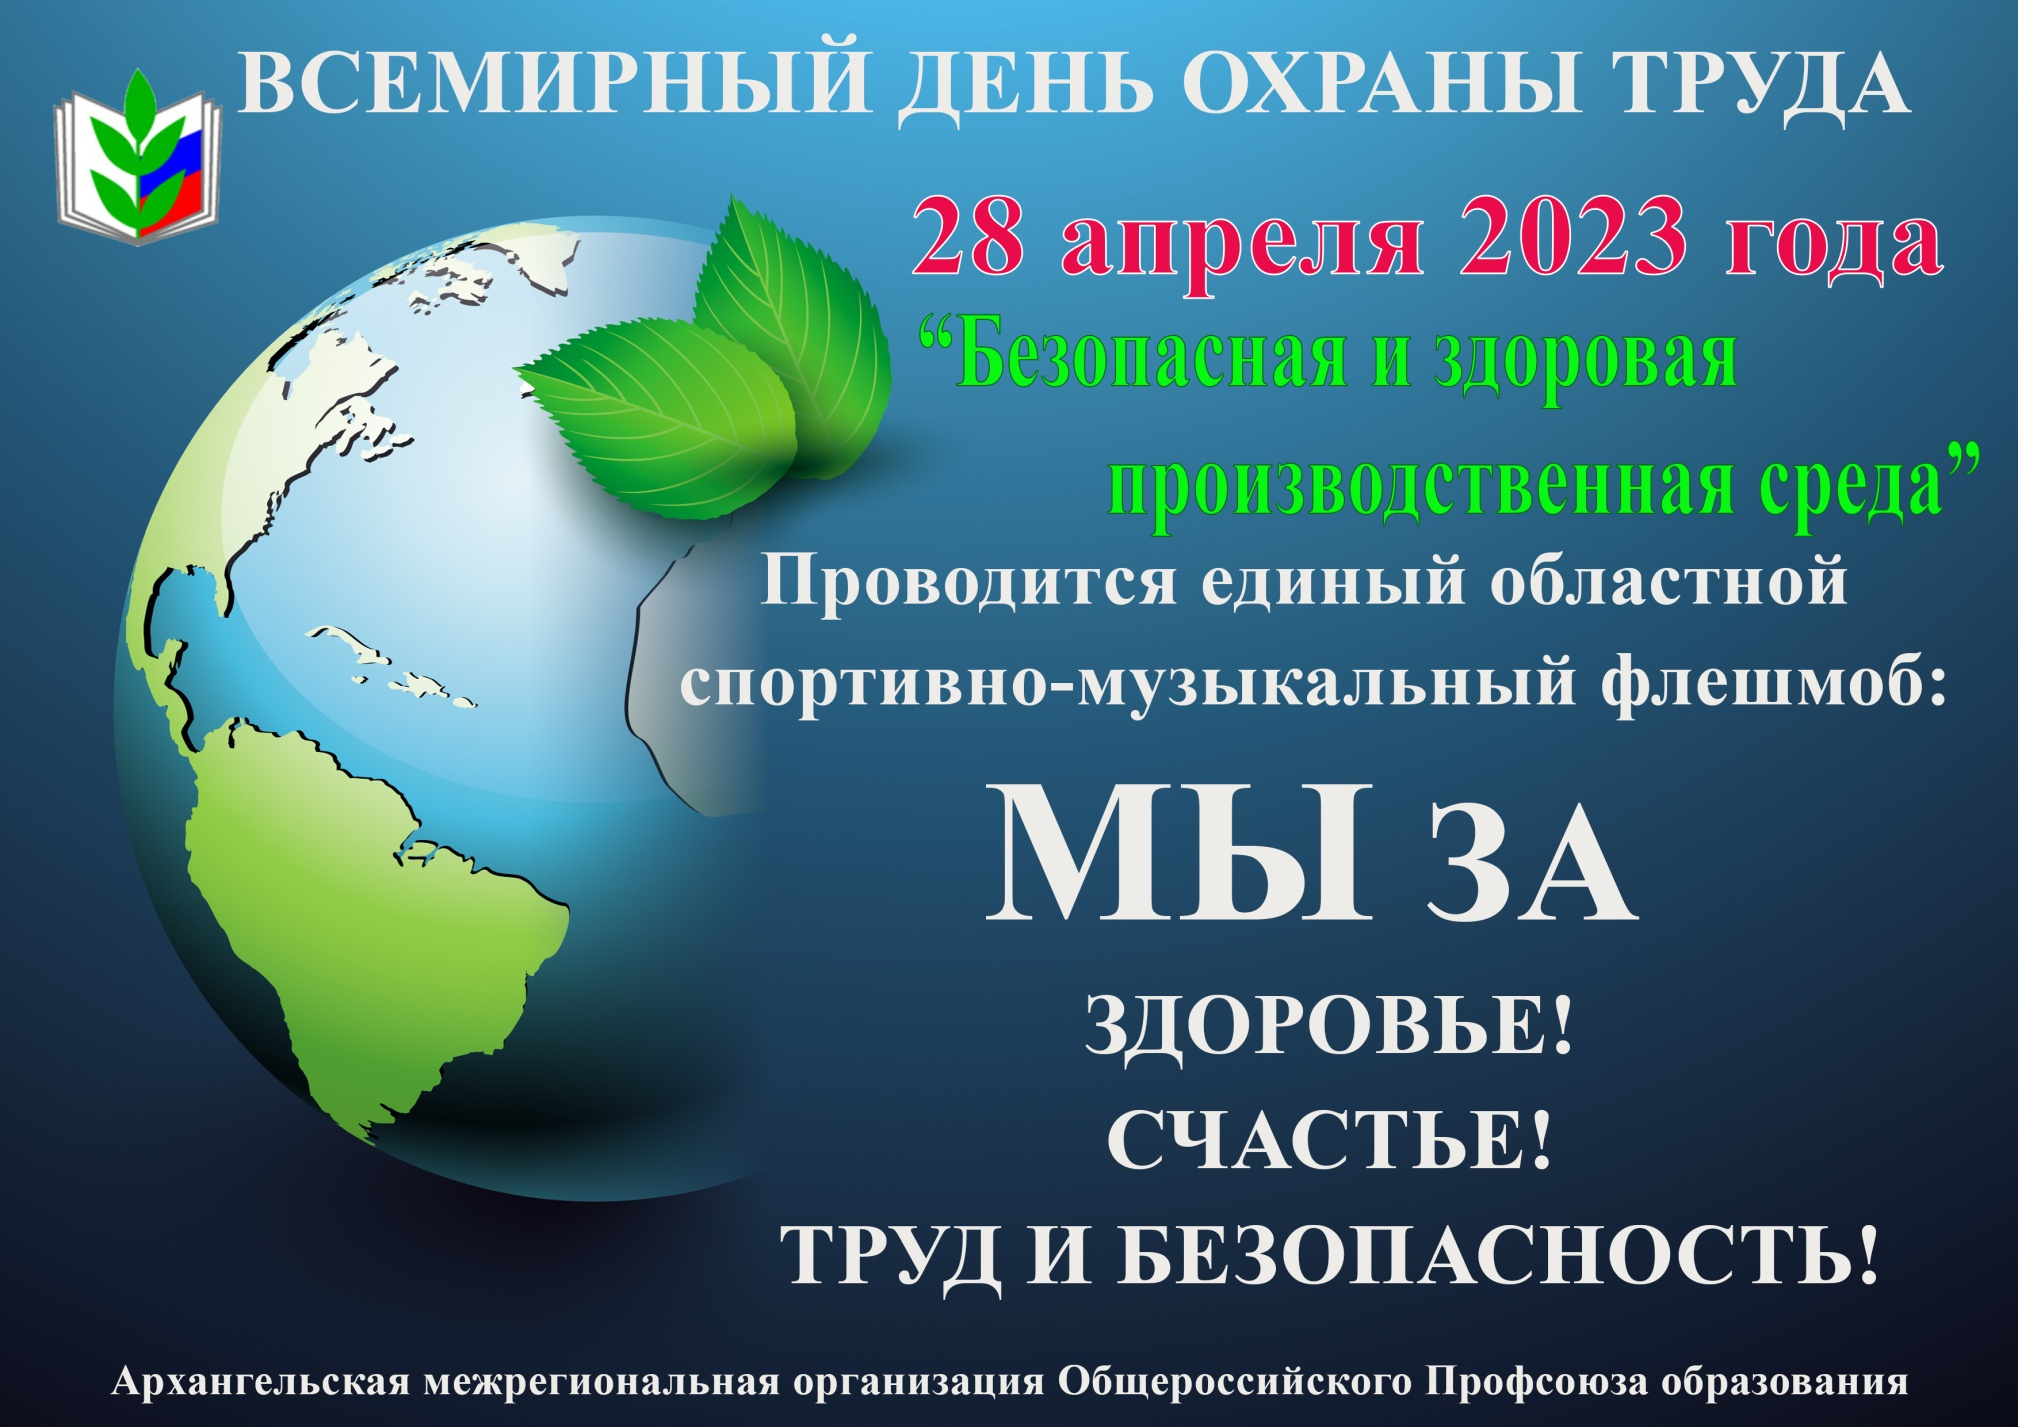 ВСЕМИРНЫЙ ДЕНЬ ОХРАНЫ ТРУДА
28 апреля 2023 года
“Безопасная и здоровая
производственная среда”
Проводится единый областной
спортивно-музыкальный флешмоб:
МЫ ЗА
ЗДОРОВЬЕ!
СЧАСТЬЕ!
ТРУД И БЕЗОПАСНОСТЬ!
Архангельская межрегиональная организация Общероссийского Профсоюза образования